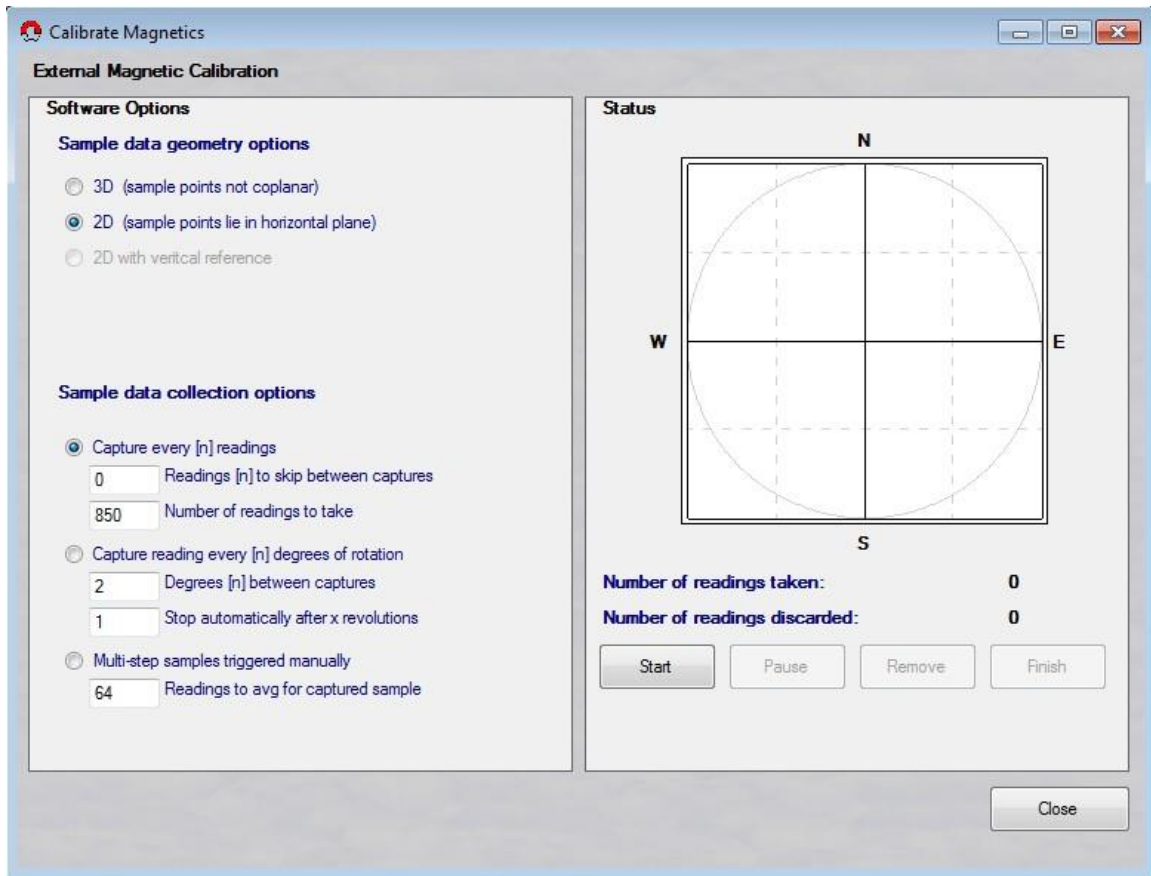 Calibrate Magnetics
External Magnetic Calibration
Software Options
Sample data geometry options
3D (sample points not coplanar)
2D (sample points lie in horizontal plane)
2D with veritcal reference
Sample data collection options
Capture every [n] readings
0 Readings [n] to skip between captures
850 Number of readings to take
Capture reading every [n] degrees of rotation
2 Degrees [n] between captures
1 Stop automatically after x revolutions
Multi-step samples triggered manually
64 Readings to avg for captured sample
Status
N
W E
S
Number of readings taken: 0
Number of readings discarded: 0
Start Pause Remove Finish
Close